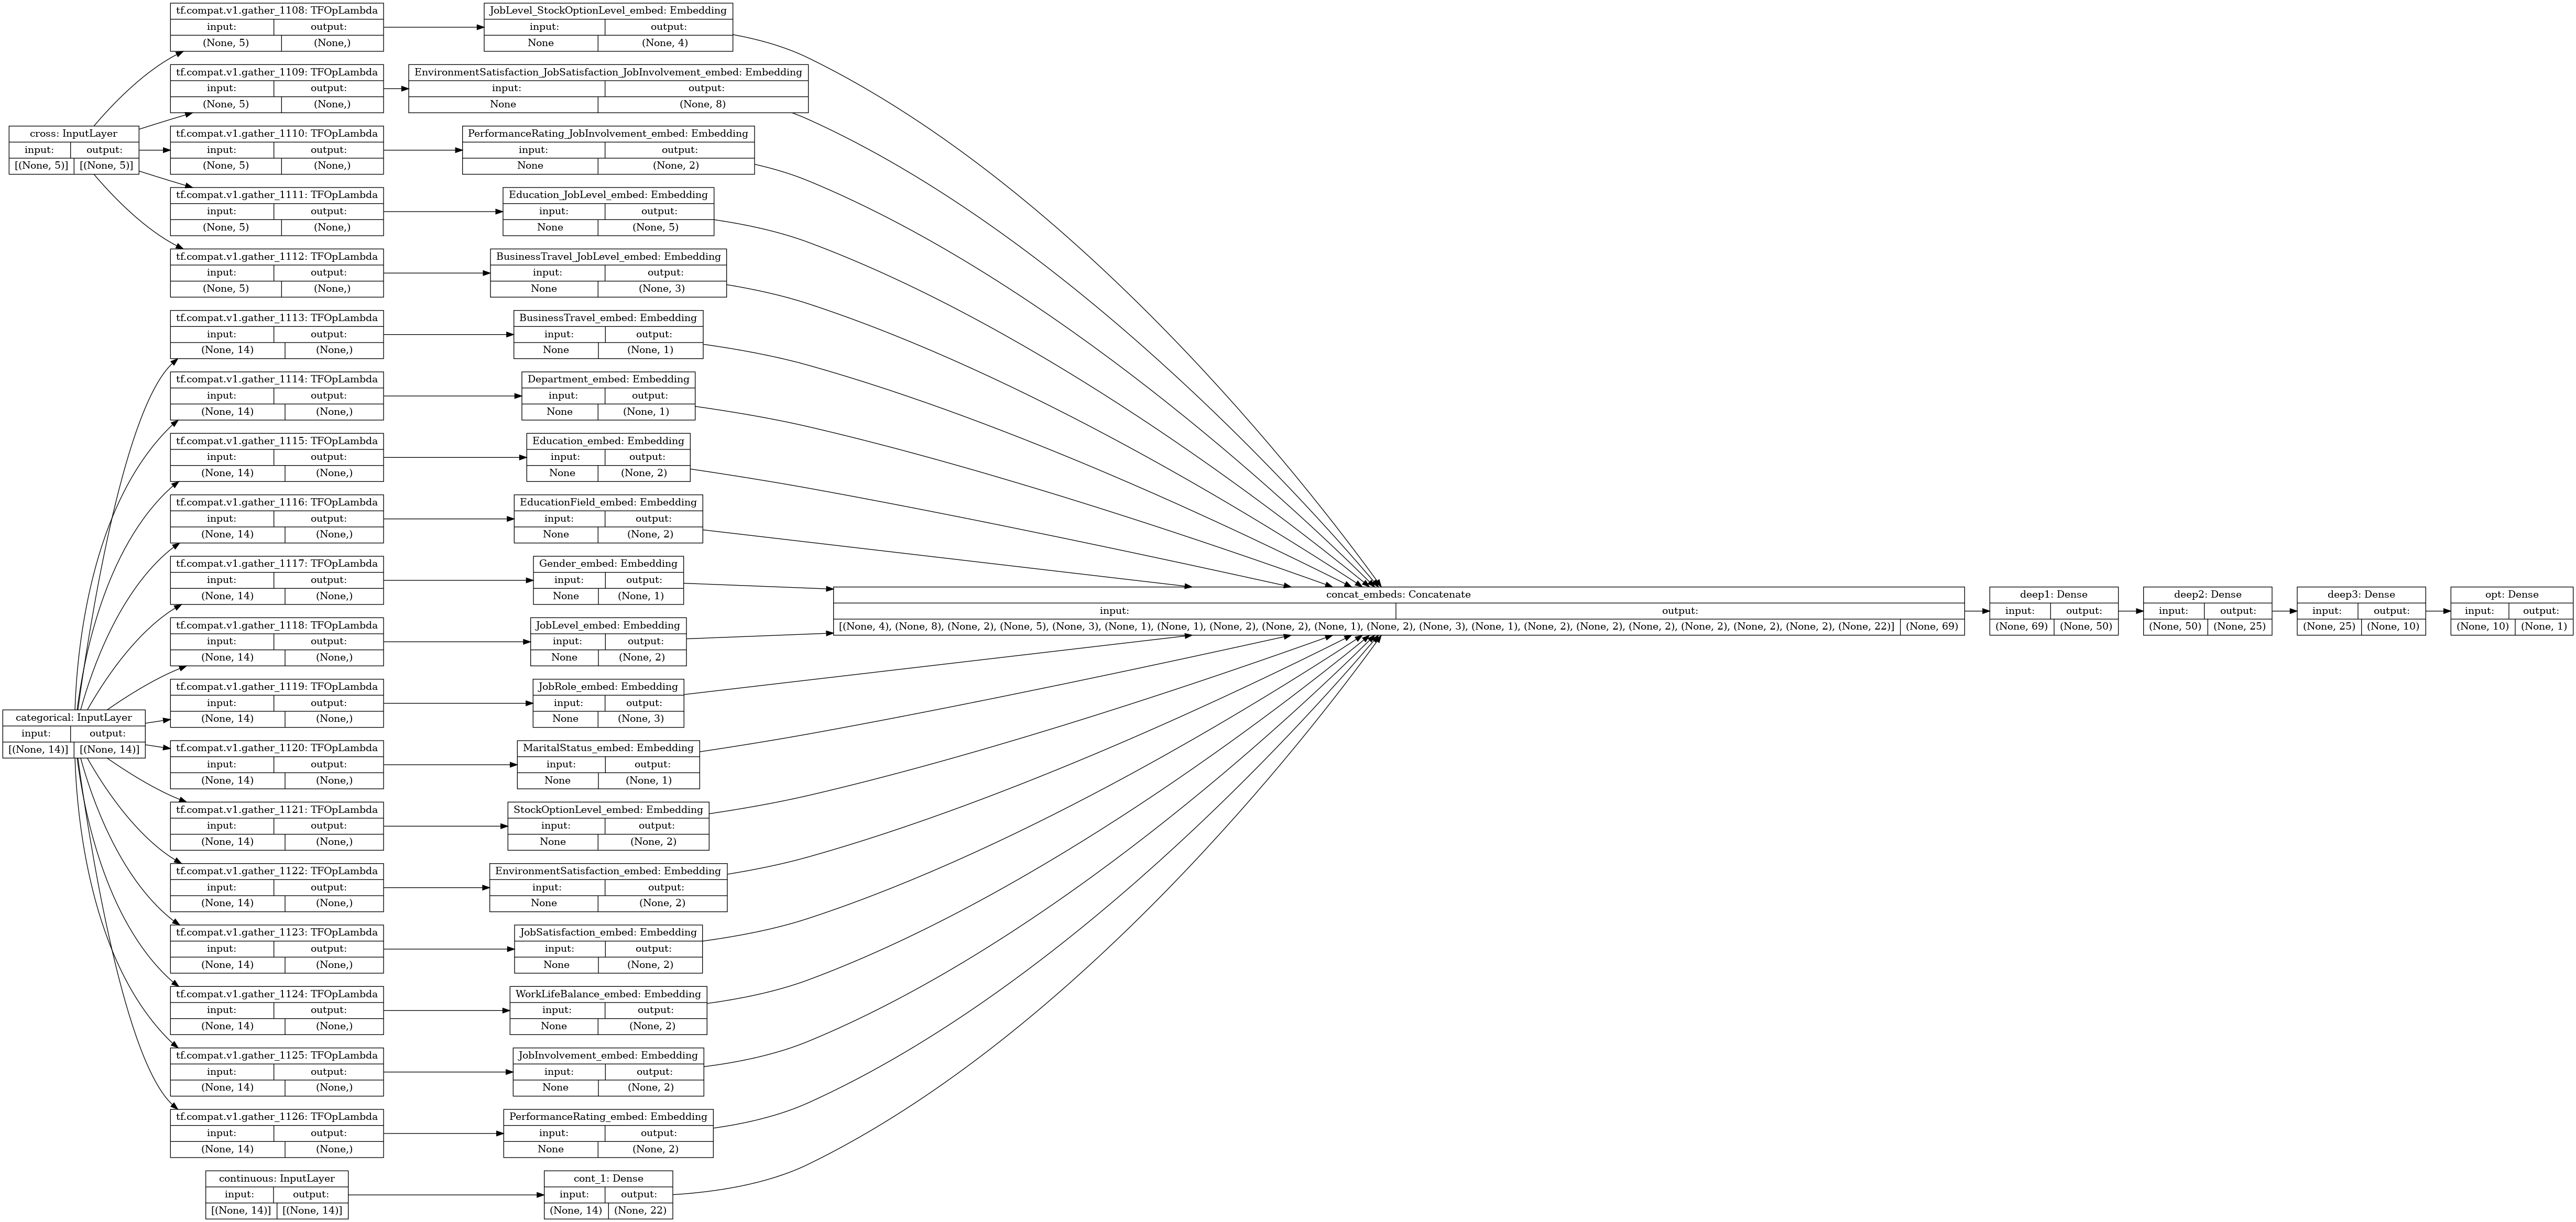 tf.compat.v1.gather_1108: TFOpLambda
input: output:
(None, 5) (None,)
JobLevel_StockOptionLevel_embed: Embedding
input: output:
None (None, 4)
tf.compat.v1.gather_1109: TFOpLambda
input: output:
(None, 5) (None,)
EnvironmentSatisfaction_JobSatisfaction_JobInvolvement_embed: Embedding
input: output:
None (None, 8)
cross: InputLayer
input: output:
[(None, 5)] [(None, 5)]
tf.compat.v1.gather_1110: TFOpLambda
input: output:
(None, 5) (None,)
PerformanceRating_JobInvolvement_embed: Embedding
input: output:
None (None, 2)
tf.compat.v1.gather_1111: TFOpLambda
input: output:
(None, 5) (None,)
Education_JobLevel_embed: Embedding
input: output:
None (None, 5)
tf.compat.v1.gather_1112: TFOpLambda
input: output:
(None, 5) (None,)
BusinessTravel_JobLevel_embed: Embedding
input: output:
None (None, 3)
tf.compat.v1.gather_1113: TFOpLambda
input: output:
(None, 14) (None,)
BusinessTravel_embed: Embedding
input: output:
None (None, 1)
tf.compat.v1.gather_1114: TFOpLambda
input: output:
(None, 14) (None,)
Department_embed: Embedding
input: output:
None (None, 1)
tf.compat.v1.gather_1115: TFOpLambda
input: output:
(None, 14) (None,)
Education_embed: Embedding
input: output:
None (None, 2)
tf.compat.v1.gather_1116: TFOpLambda
input: output:
(None, 14) (None,)
EducationField_embed: Embedding
input: output:
None (None, 2)
tf.compat.v1.gather_1117: TFOpLambda
input: output:
(None, 14) (None,)
Gender_embed: Embedding
input: output:
None (None, 1)
tf.compat.v1.gather_1118: TFOpLambda
input: output:
(None, 14) (None,)
JobLevel_embed: Embedding
input: output:
None (None, 2)
tf.compat.v1.gather_1119: TFOpLambda
input: output:
(None, 14) (None,)
JobRole_embed: Embedding
input: output:
None (None, 3)
categorical: InputLayer
input: output:
[(None, 14)] [(None, 14)]
tf.compat.v1.gather_1120: TFOpLambda
input: output:
(None, 14) (None,)
MaritalStatus_embed: Embedding
input: output:
None (None, 1)
tf.compat.v1.gather_1121: TFOpLambda
input: output:
(None, 14) (None,)
StockOptionLevel_embed: Embedding
input: output:
None (None, 2)
tf.compat.v1.gather_1122: TFOpLambda
input: output:
(None, 14) (None,)
EnvironmentSatisfaction_embed: Embedding
input: output:
None (None, 2)
tf.compat.v1.gather_1123: TFOpLambda
input: output:
(None, 14) (None,)
JobSatisfaction_embed: Embedding
input: output:
None (None, 2)
tf.compat.v1.gather_1124: TFOpLambda
input: output:
(None, 14) (None,)
WorkLifeBalance_embed: Embedding
input: output:
None (None, 2)
tf.compat.v1.gather_1125: TFOpLambda
input: output:
(None, 14) (None,)
JobInvolvement_embed: Embedding
input: output:
None (None, 2)
tf.compat.v1.gather_1126: TFOpLambda
input: output:
(None, 14) (None,)
PerformanceRating_embed: Embedding
input: output:
None (None, 2)
continuous: InputLayer
input: output:
[(None, 14)] [(None, 14)]
cont_1: Dense
input: output:
(None, 14) (None, 22)
concat_embeds: Concatenate
input: output:
[(None, 4), (None, 8), (None, 2), (None, 5), (None, 3), (None, 1), (None, 1), (None, 2), (None, 2), (None, 1), (None, 2), (None, 3), (None, 1), (None, 2), (None, 2), (None, 2), (None, 2), (None, 2), (None, 2), (None, 22)] (None, 69)
deep1: Dense
input: output:
(None, 69) (None, 50)
deep2: Dense
input: output:
(None, 50) (None, 25)
deep3: Dense
input: output:
(None, 25) (None, 10)
opt: Dense
input: output:
(None, 10) (None, 1)